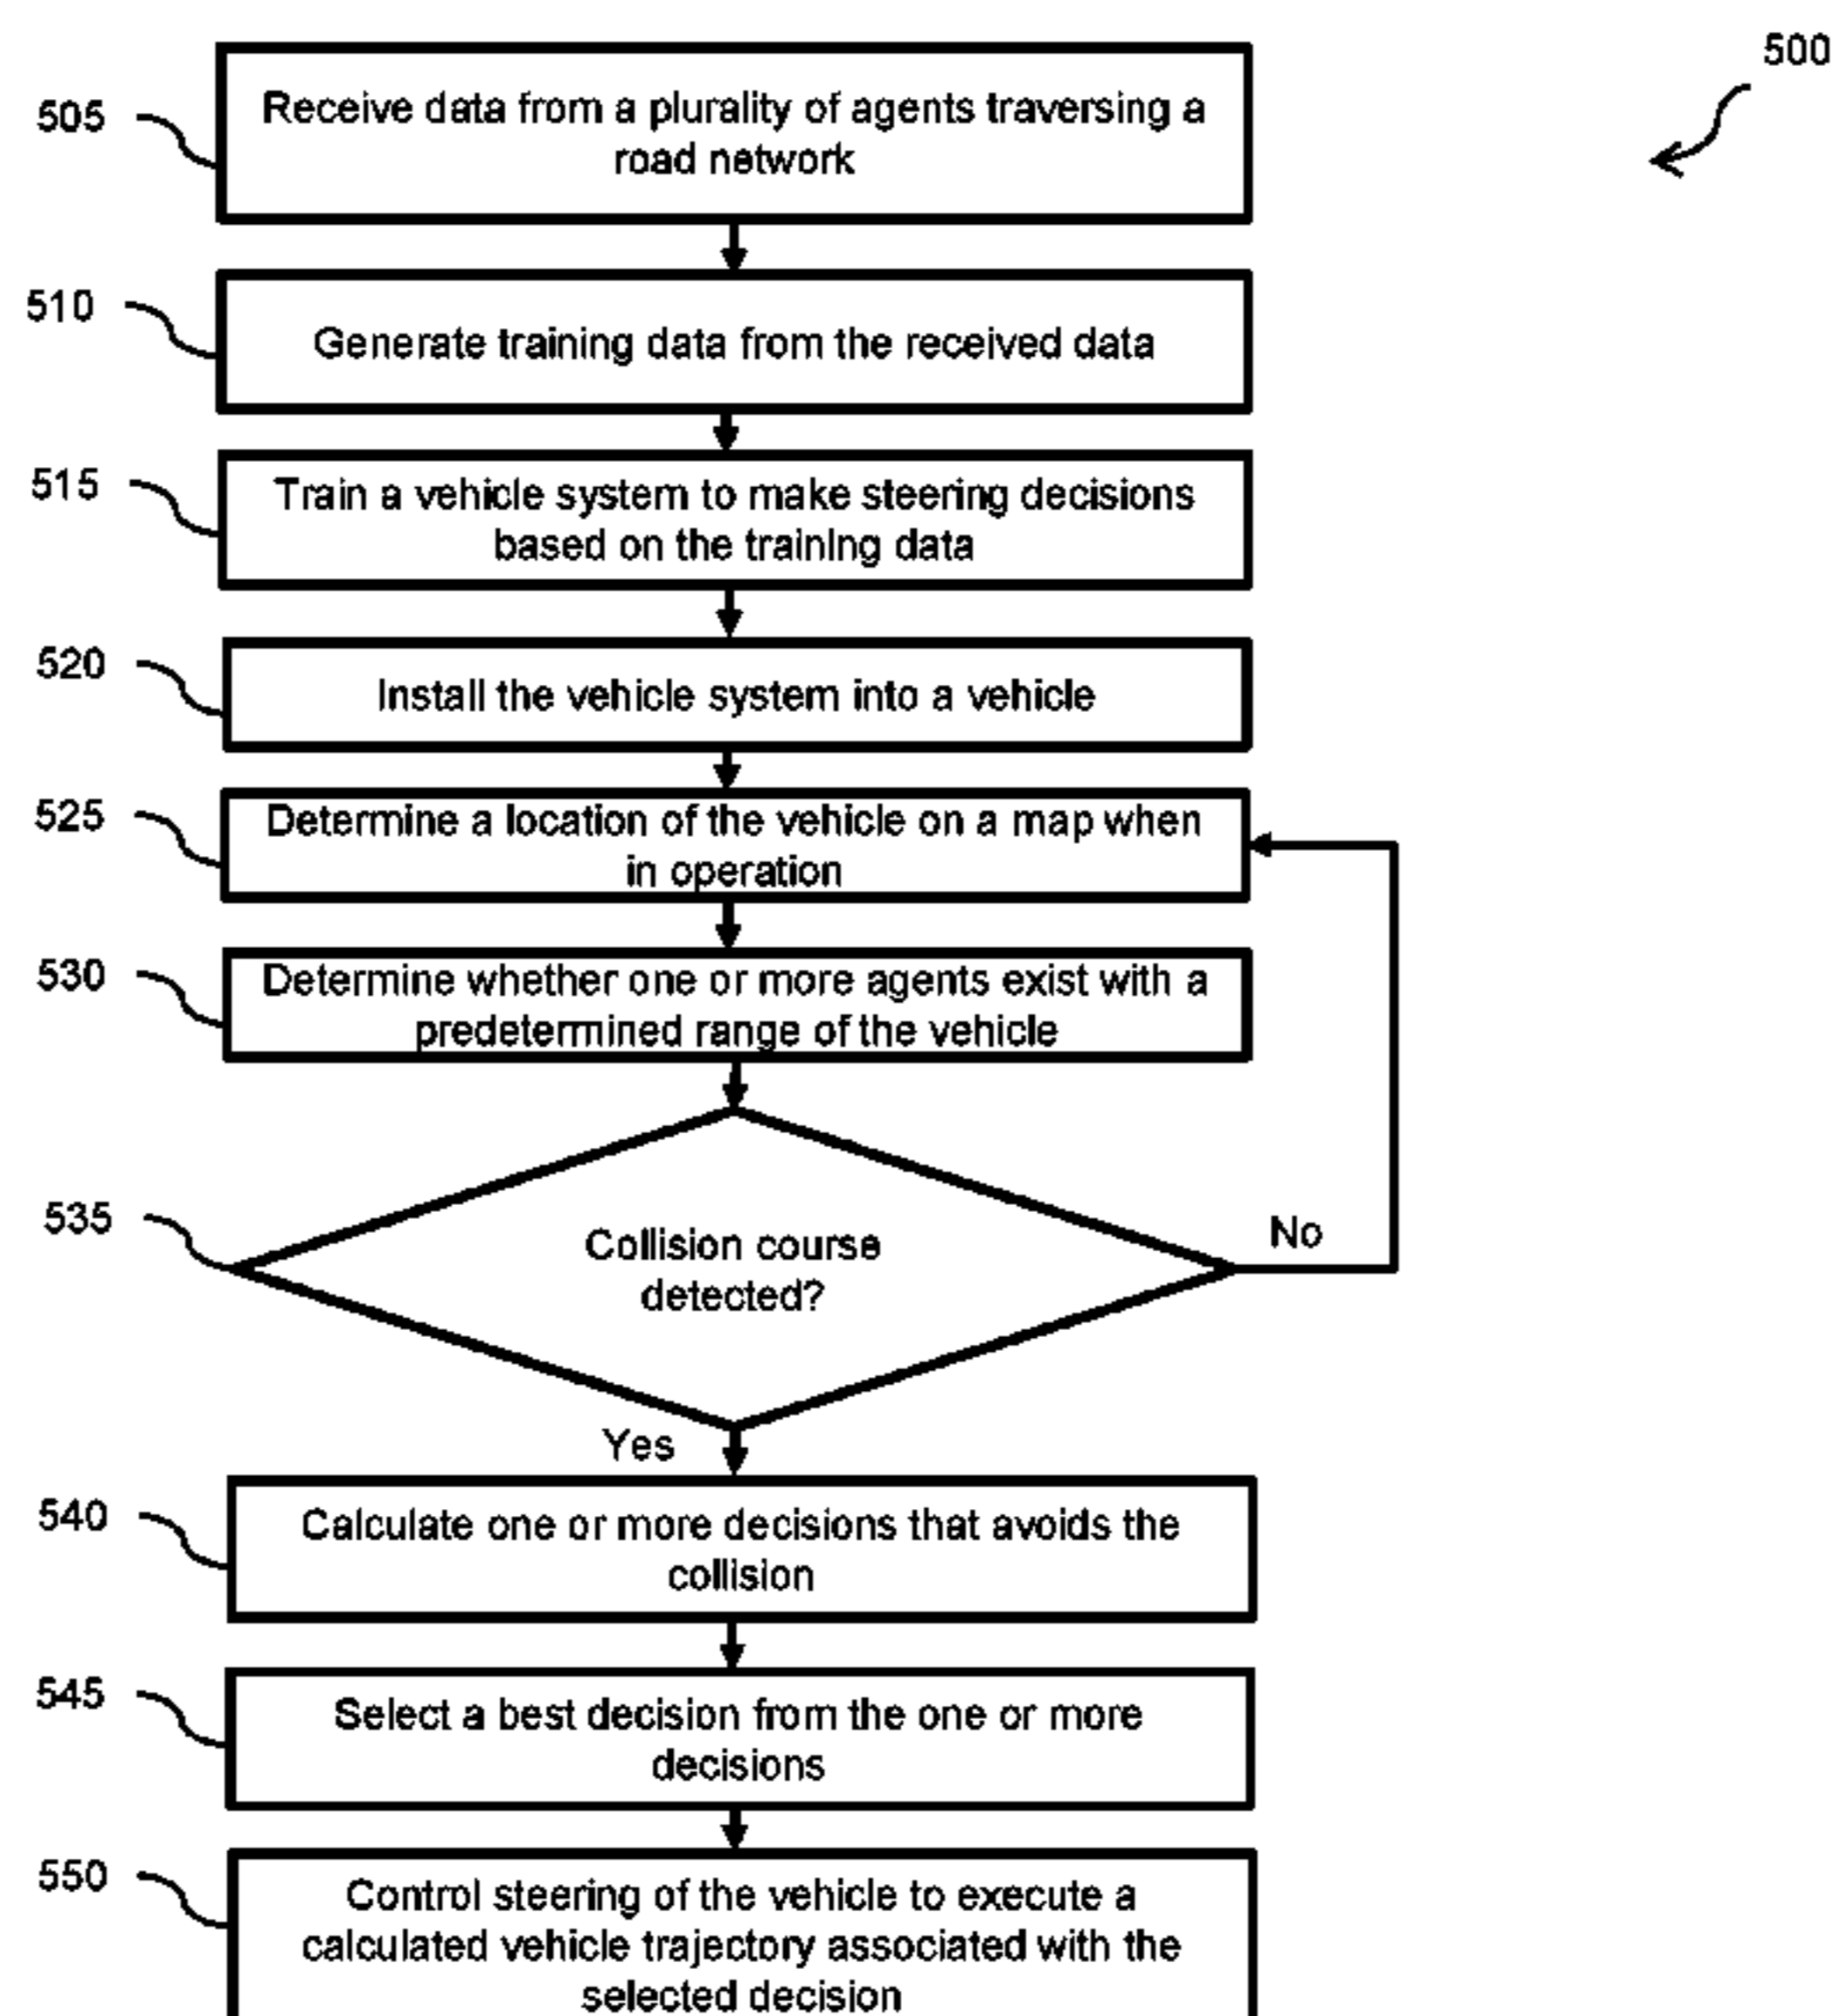 500
505
Receive data from a plurality of agents traversing a
road network
510
Generate training data from the received data
515
Train a vehicle system to make steering decisions
based on the training data
520
Install the vehicle system into a vehicle
525
Determine a location of the vehicle on a map when
in operation
530
Determine whether one or more agents exist with a
predetermined range of the vehicle
535
Collision course
detected?
No
Yes
540
Calculate one or more decisions that avoids the
collision
545
Select a best decision from the one or more
decisions
550
Control steering of the vehicle to execute a
calculated vehicle trajectory associated with the
selected decision